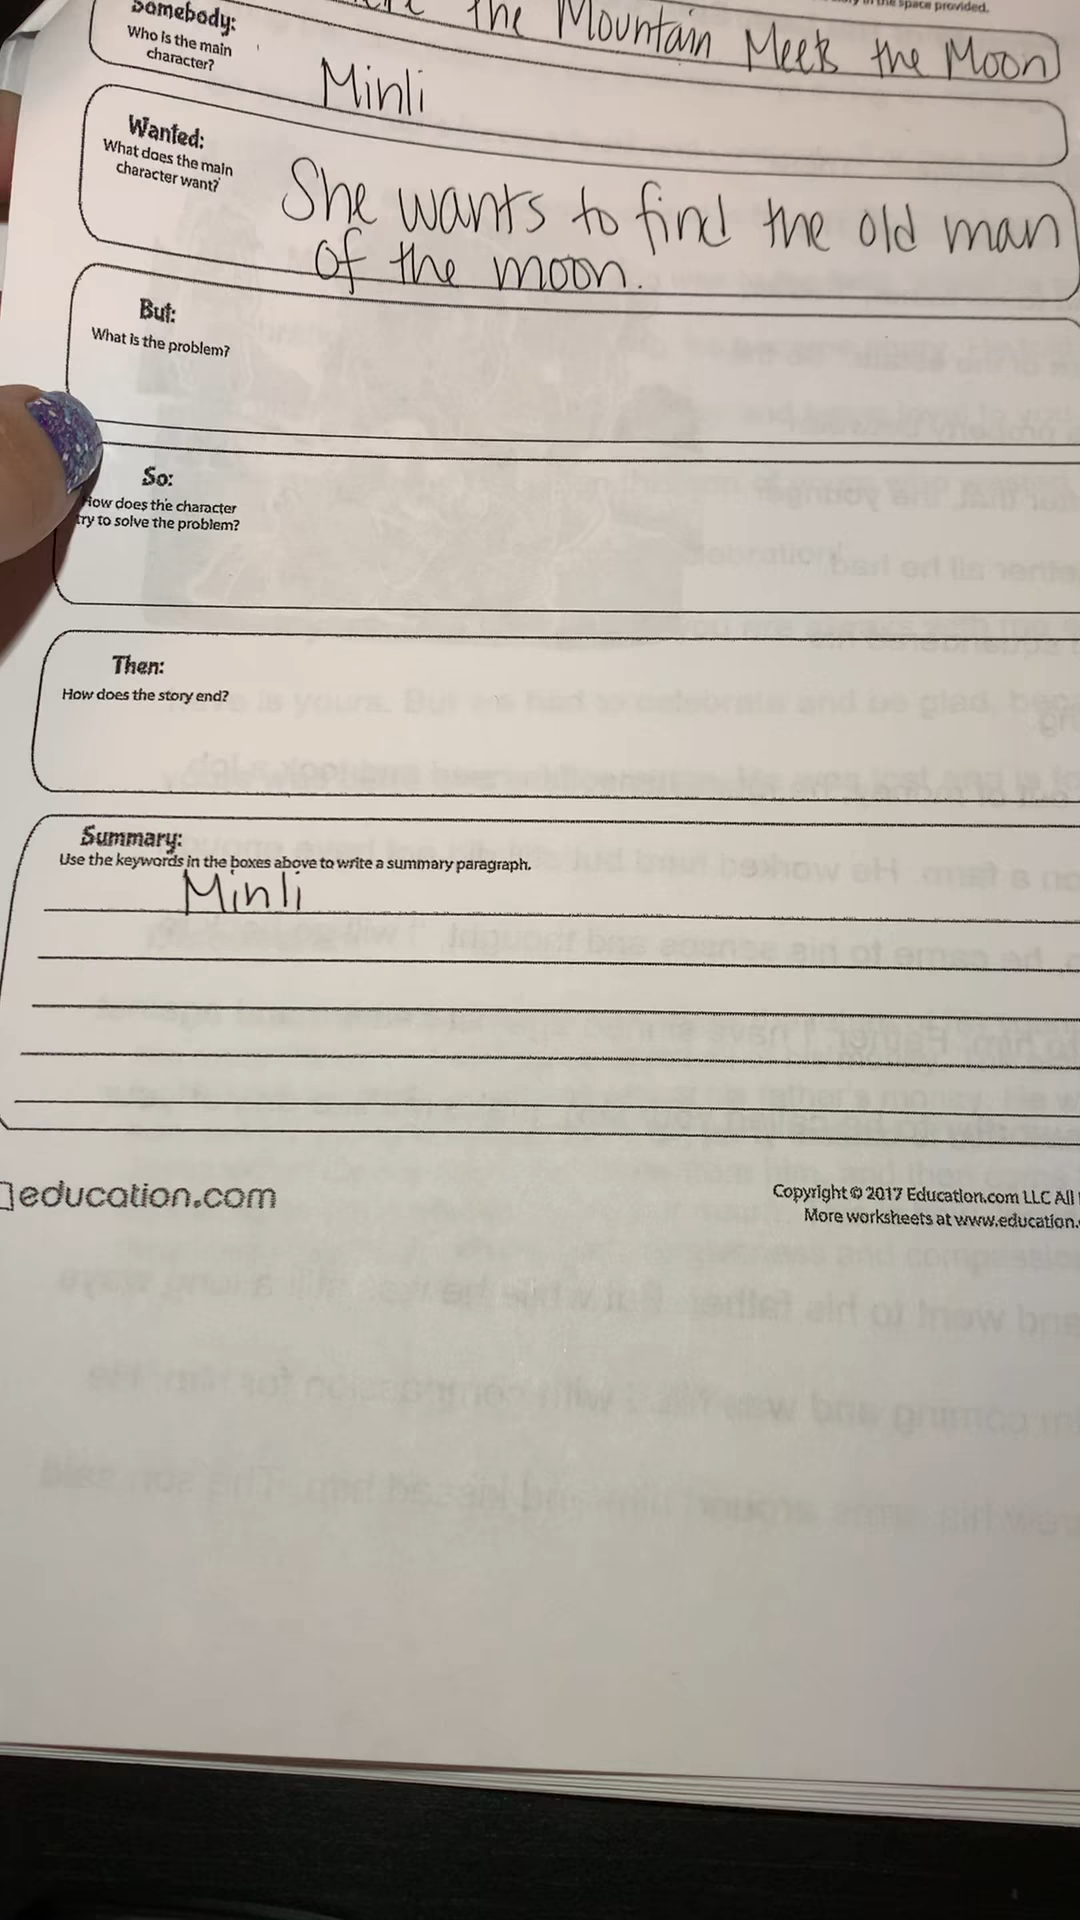 in the space provided.
the Mountain Meets the Moon
Somebody:
Who is the main
character?
Minli
Wanted:
What does the main
character want?
She wants to find the old man
of the moon.
But:
What is the problem?
So:
How does the character
try to solve the problem?
Then:
How does the story end?
Summary:
Use the keywords in the boxes above to write a summary paragraph.
Minli
education.com
Copyright © 2017 Education.com LLC All
More worksheets at www.education.